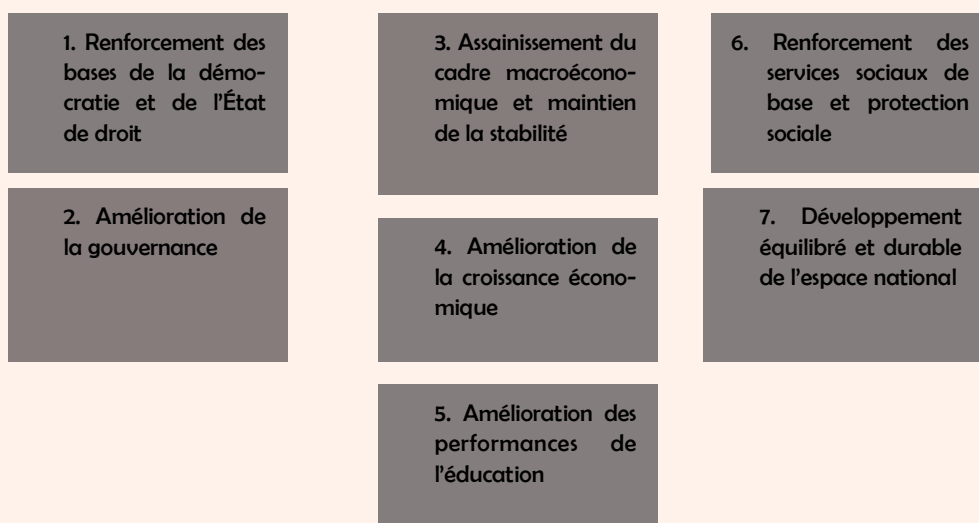 1. Renforcement des
bases de la démo-
cratie et de l'État
de droit
2. Amélioration de
la gouvernance
3. Assainissement du
cadre macroécono-
mique et maintien
de la stabilité
4. Amélioration de
la croissance écono-
mique
5. Amélioration des
performances de
l'éducation
6. Renforcement des
services sociaux de
base et protection
sociale
7. Développement
équilibré et durable
de l'espace national